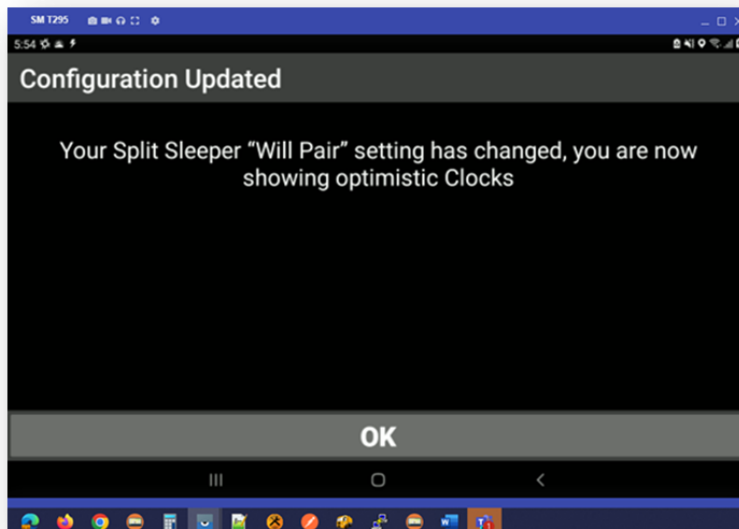 SM T295
5:54
Configuration Updated
Your Split Sleeper “Will Pair” setting has changed, you are now
showing optimistic Clocks
OK